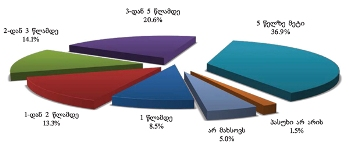 3-დან 5 წლამდე
20.6%
5 წელზე მეტი
36.9%
2-დან 3 წლამდე
14.1%
1-დან 2 წლამდე
13.3%
1 წლამდე
8.5%
არ მახსოვს
5.0%
პასუხი არ არის
1.5%